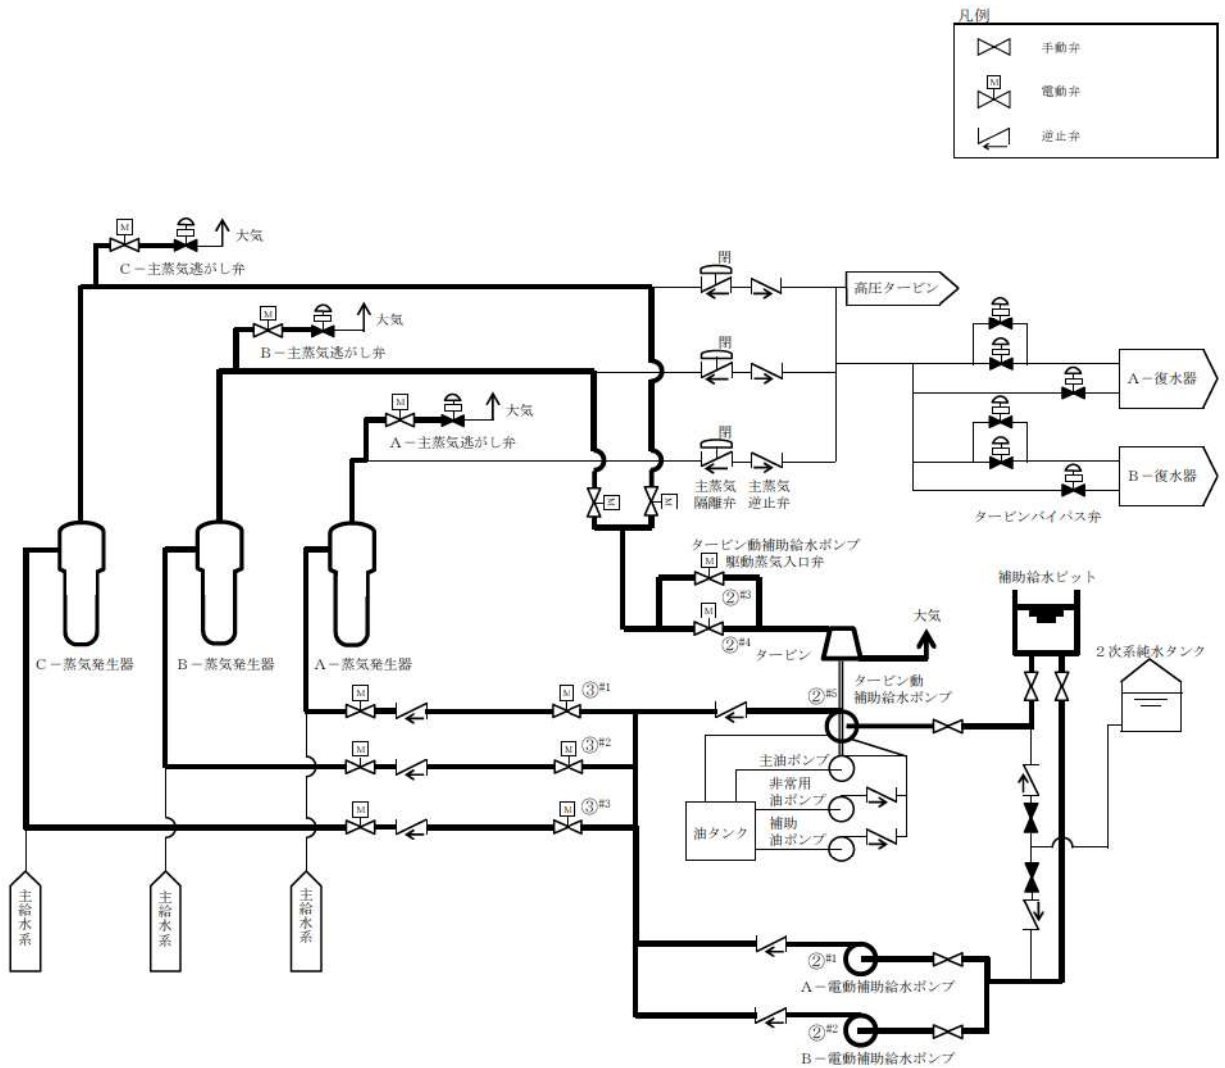 凡例
手動弁
M
電動弁
逆止弁
M
大気
C-主蒸気逃がし弁
閉
高圧タービン
M
大気
B-主蒸気逃がし弁
閉
A-復水器
M
大気
A-主蒸気逃がし弁
閉
主蒸気
隔離弁
主蒸気
逆止弁
B-復水器
タービンバイパス弁
M
M
タービン動補助給水ポンプ
駆動蒸気入口弁
M
②#3
M
②#4
タービン
大気
補助給水ピット
2次系純水タンク
C-蒸気発生器
B-蒸気発生器
A-蒸気発生器
タービン動
補助給水ポンプ
②#5
M
M
③#1
M
M
③#2
M
M
③#3
主油ポンプ
非常用
油ポンプ
補助
油ポンプ
油タンク
主給水系
主給水系
主給水系
②#1
A-電動補助給水ポンプ
②#2
B-電動補助給水ポンプ